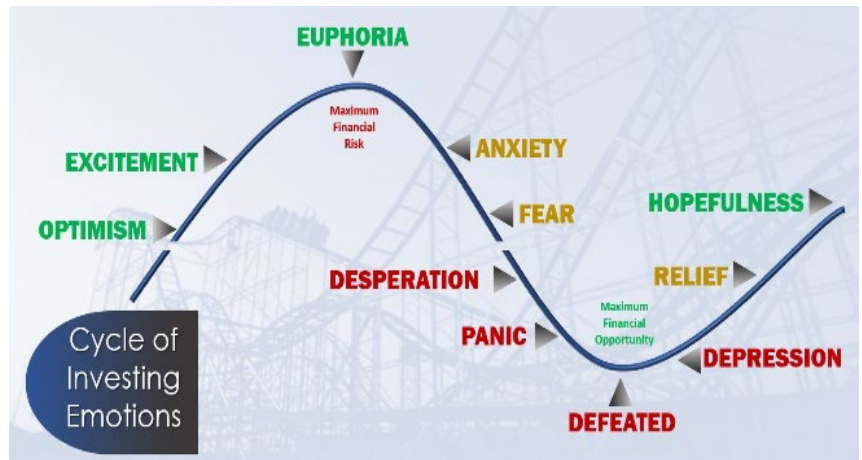 EUPHORIA
Maximum
Financial
Risk
EXCITEMENT
ANXIETY
OPTIMISM
FEAR
HOPEFULNESS
DESPERATION
RELIEF
PANIC
Maximum
Financial
Opportunity
DEPRESSION
DEFEATED
Cycle of
Investing
Emotions